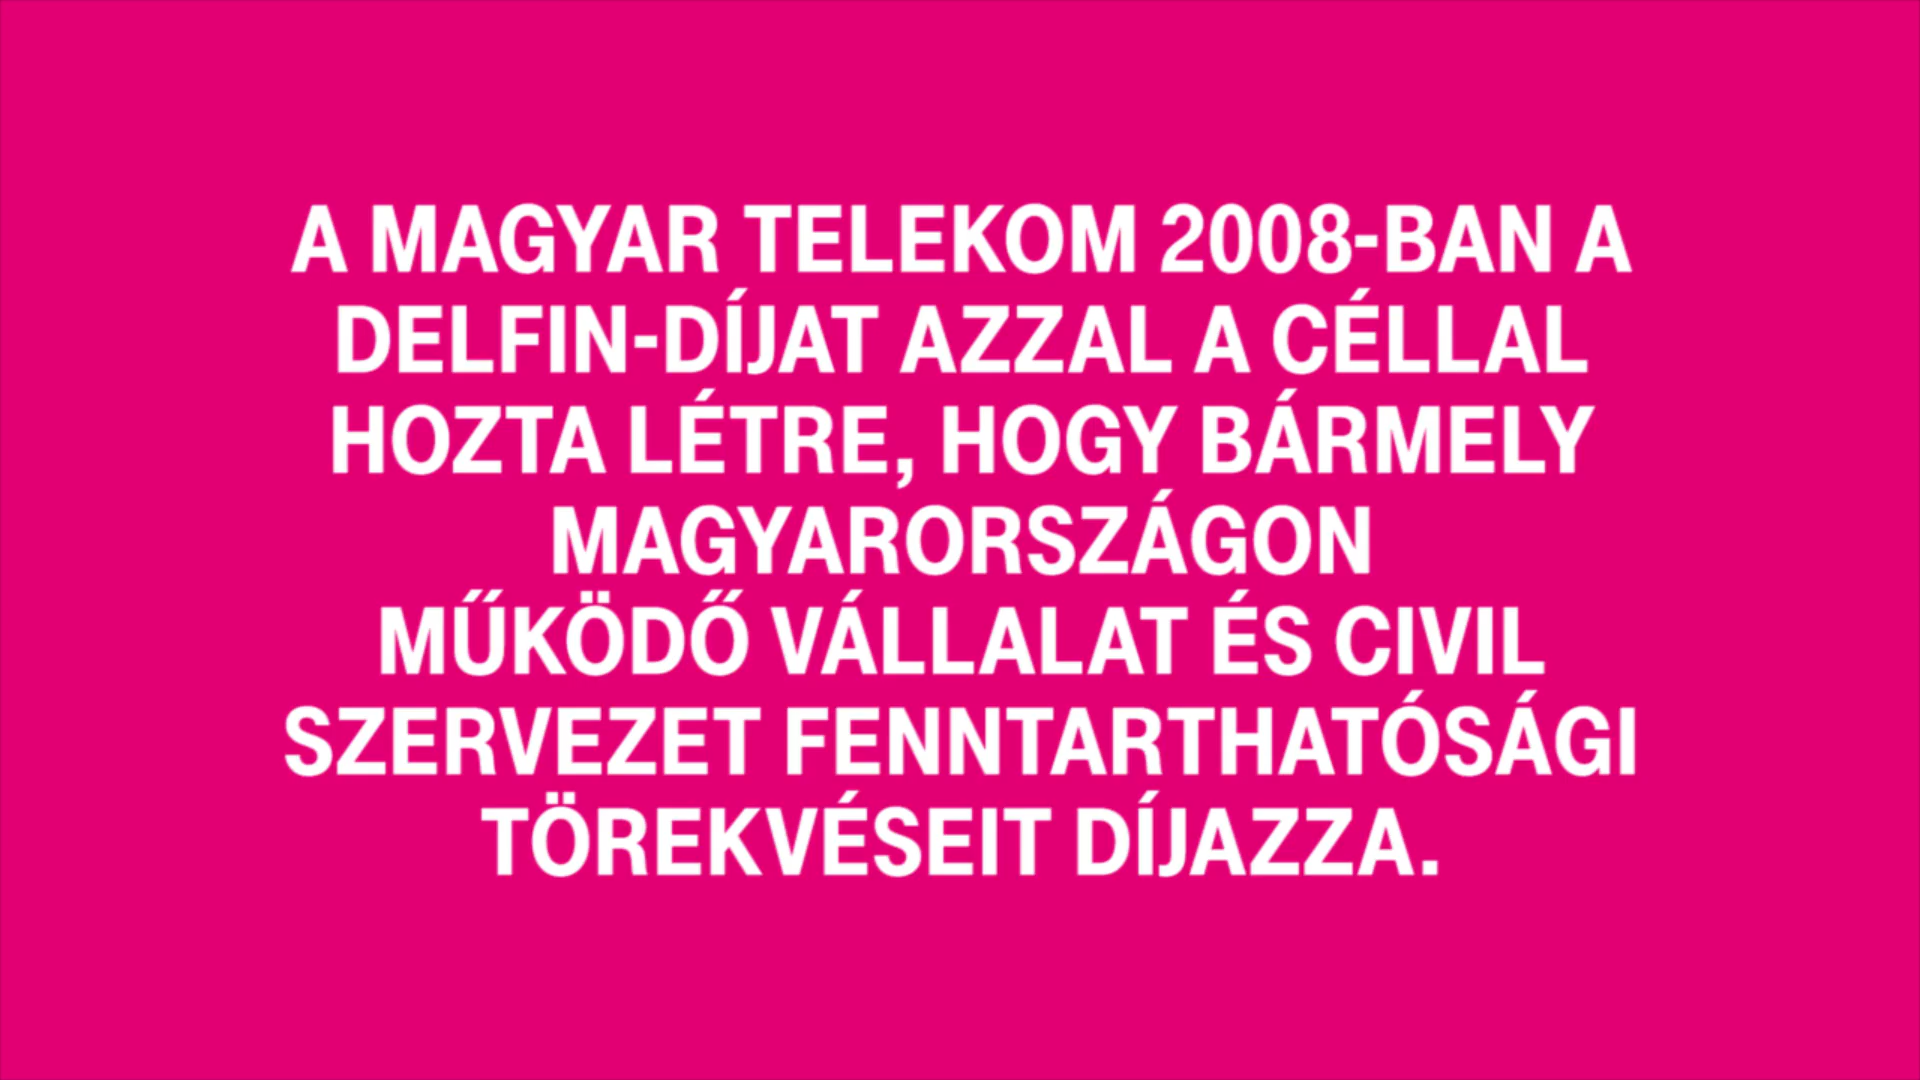 A MAGYAR TELEKOM 2008-BAN A
DELFIN-DÍJAT AZZAL A CÉLLAL
HOZTA LÉTRE, HOGY BÁRMELY
MAGYARORSZÁGON
MŰKÖDŐ VÁLLALAT ÉS CIVIL
SZERVEZET FENNTARTHATÓSÁGI
TÖREKVÉSEIT DÍJAZZA.